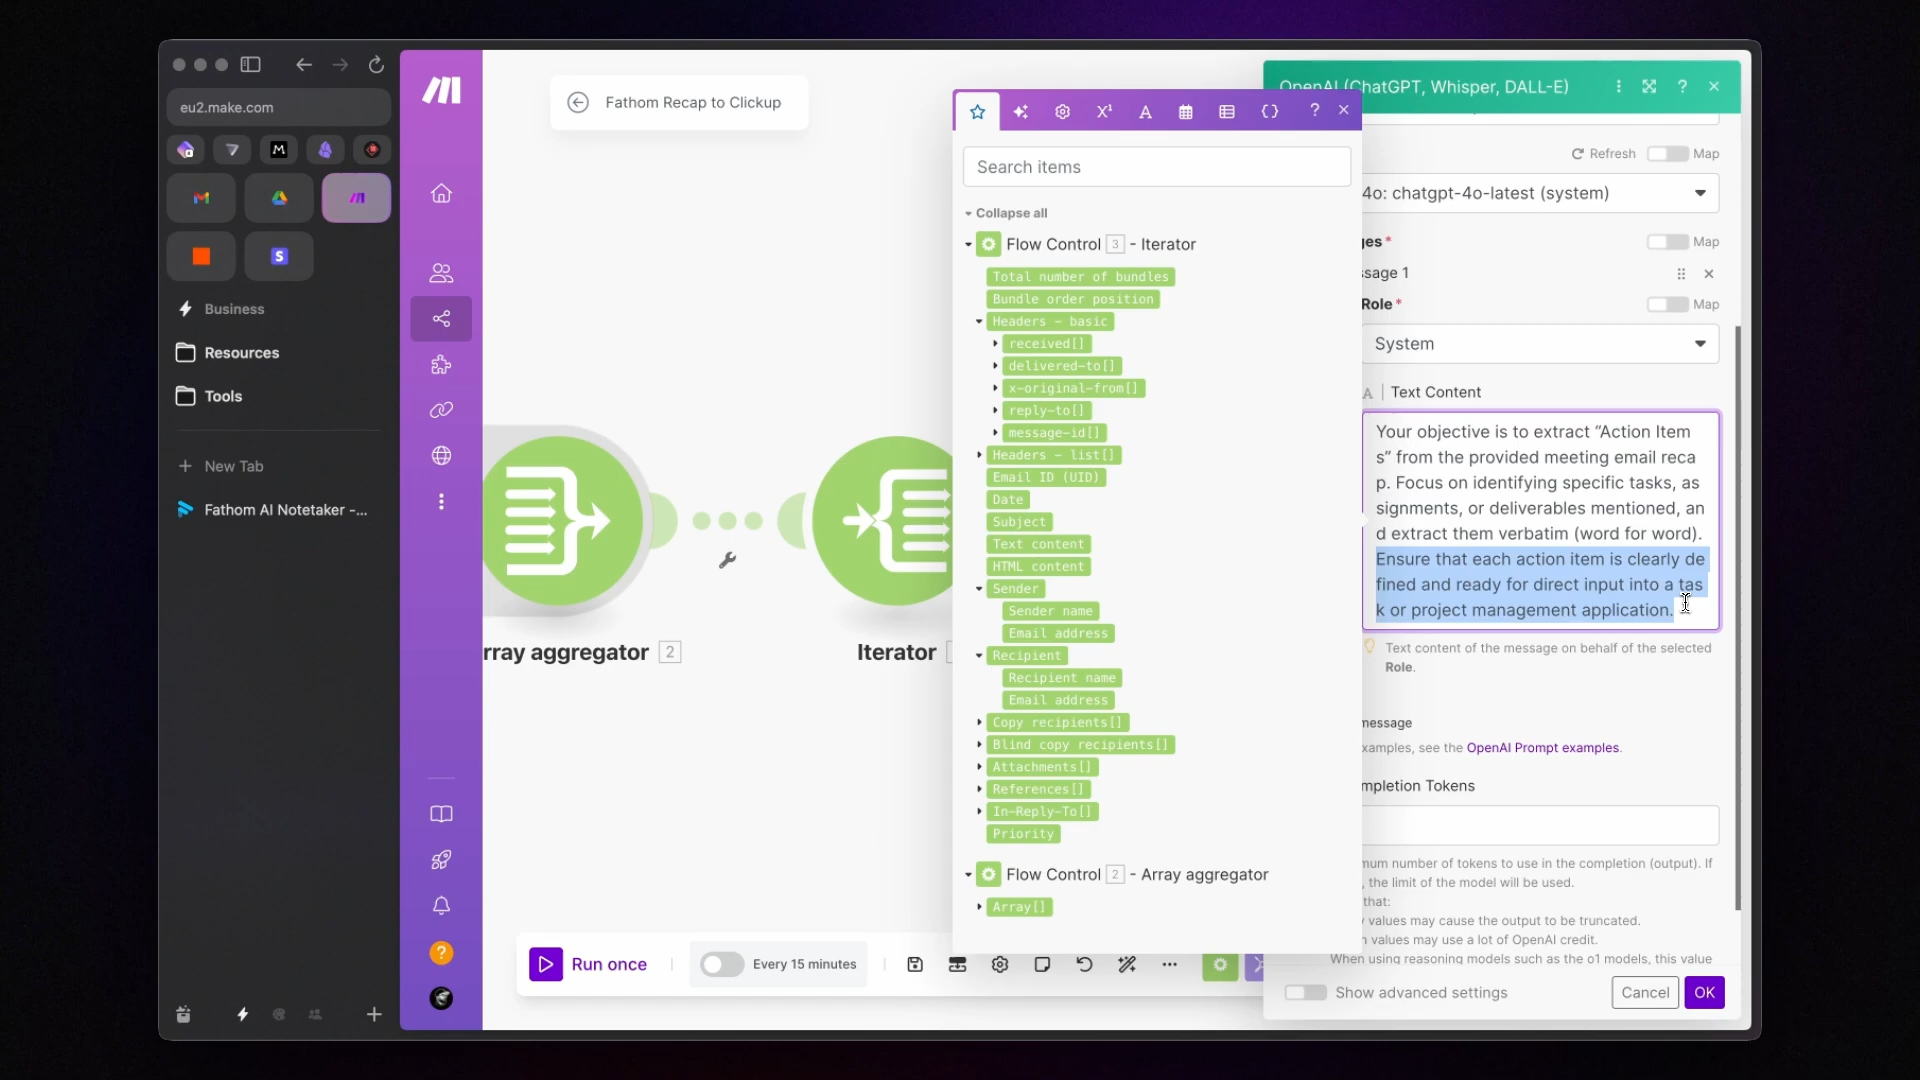 eu2.make.com
Business
Resources
Tools
New Tab
Fathom AI Notetaker -...
Fathom Recap to Clickup
rray aggregator 2
Iterator
Run once
Every 15 minutes
Search items
Collapse all
Flow Control 3 - Iterator
Total number of bundles
Bundle order position
Headers - basic
received[]
delivered-to[]
x-original-from[]
reply-to[]
message-id[]
Headers - list[]
Email ID (UID)
Date
Subject
Text content
HTML content
Sender
Sender name
Email address
Recipient
Recipient name
Email address
Copy recipients[]
Blind copy recipients[]
Attachments[]
References[]
In-Reply-To[]
Priority
Flow Control 2 - Array aggregator
Array[]
OpenAI (ChatGPT, Whisper, DALL-E)
Refresh Map
4o: chatgpt-4o-latest (system)
ges* Map
ssage 1
Role* Map
System
A | Text Content
Your objective is to extract “Action Item
s” from the provided meeting email reca
p. Focus on identifying specific tasks, as
signments, or deliverables mentioned, an
d extract them verbatim (word for word).
Ensure that each action item is clearly de
fined and ready for direct input into a tas
k or project management application.
Text content of the message on behalf of the selected
Role.
message
examples, see the OpenAI Prompt examples.
mpletion Tokens
mum number of tokens to use in the completion (output). If
, the limit of the model will be used.
that:
values may cause the output to be truncated.
values may use a lot of OpenAI credit.
When using reasoning models such as the o1 models, this value
Show advanced settings
Cancel
OK